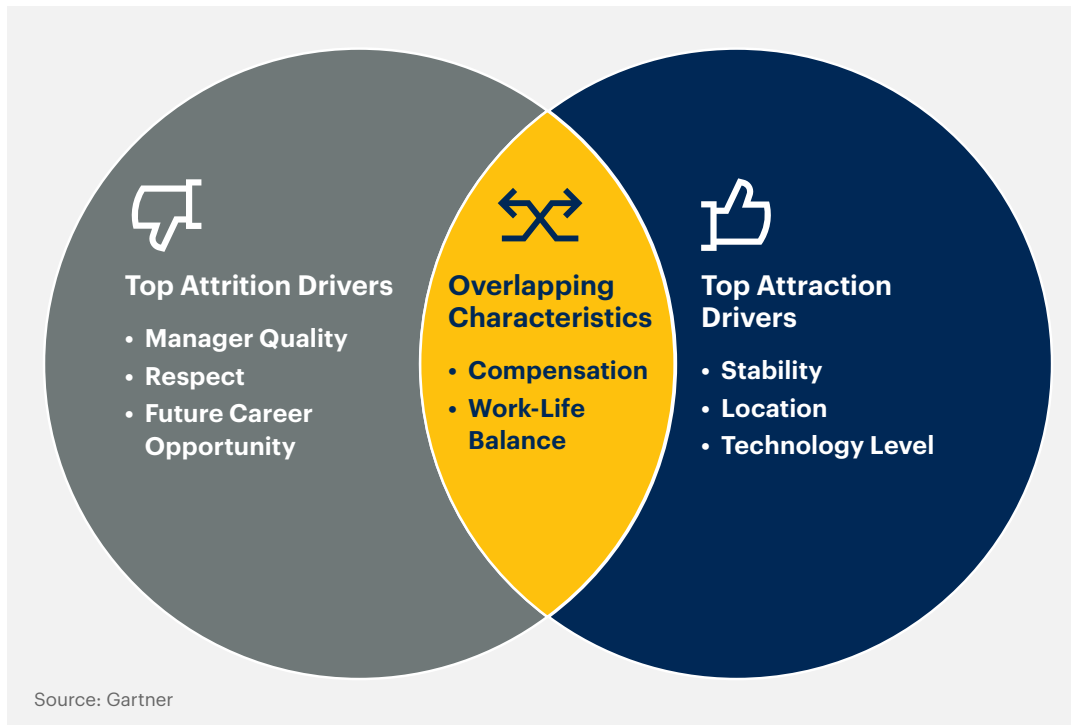 Top Attrition Drivers
• Manager Quality
• Respect
• Future Career
Opportunity
Overlapping
Characteristics
• Compensation
• Work-Life
Balance
Top Attraction
Drivers
• Stability
• Location
• Technology Level
Source: Gartner